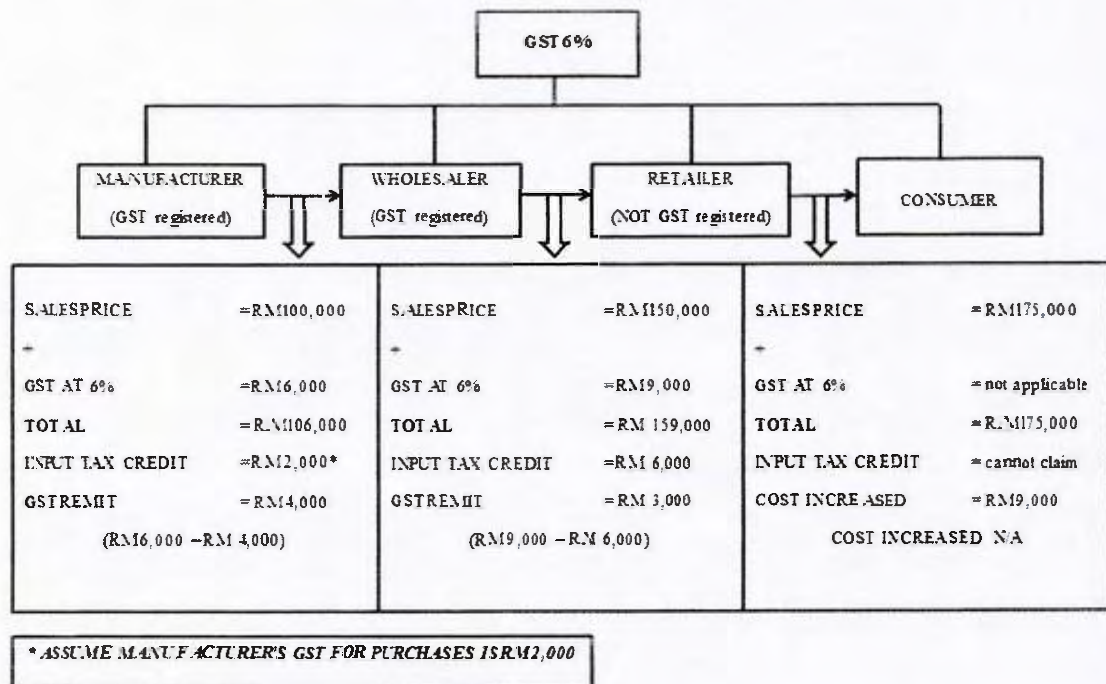 GST 6%
MANUFACTURER
(GST registered)
WHOLESALER
(GST registered)
RETAILER
(NOT GST registered)
CONSUMER
SALESPRICE =RM100,000
+
GST AT 6% =RM6,000
TOTAL =RM106,000
INPUT TAX CREDIT =RM2,000*
GSTREMIT =RM4,000
(RM6,000 –RM 4,000)
SALESPRICE =RM150,000
+
GST AT 6% =RM9,000
TOTAL =RM 159,000
INPUT TAX CREDIT =RM 6,000
GSTREMIT =RM 3,000
(RM9,000 –RM 6,000)
SALESPRICE =RM175,000
+
GST AT 6% =not applicable
TOTAL =RM175,000
INPUT TAX CREDIT =cannot claim
COST INCREASED =RM9,000
COST INCREASED N/A
* ASSUME MANUFACTURER'S GST FOR PURCHASES IS RM2,000